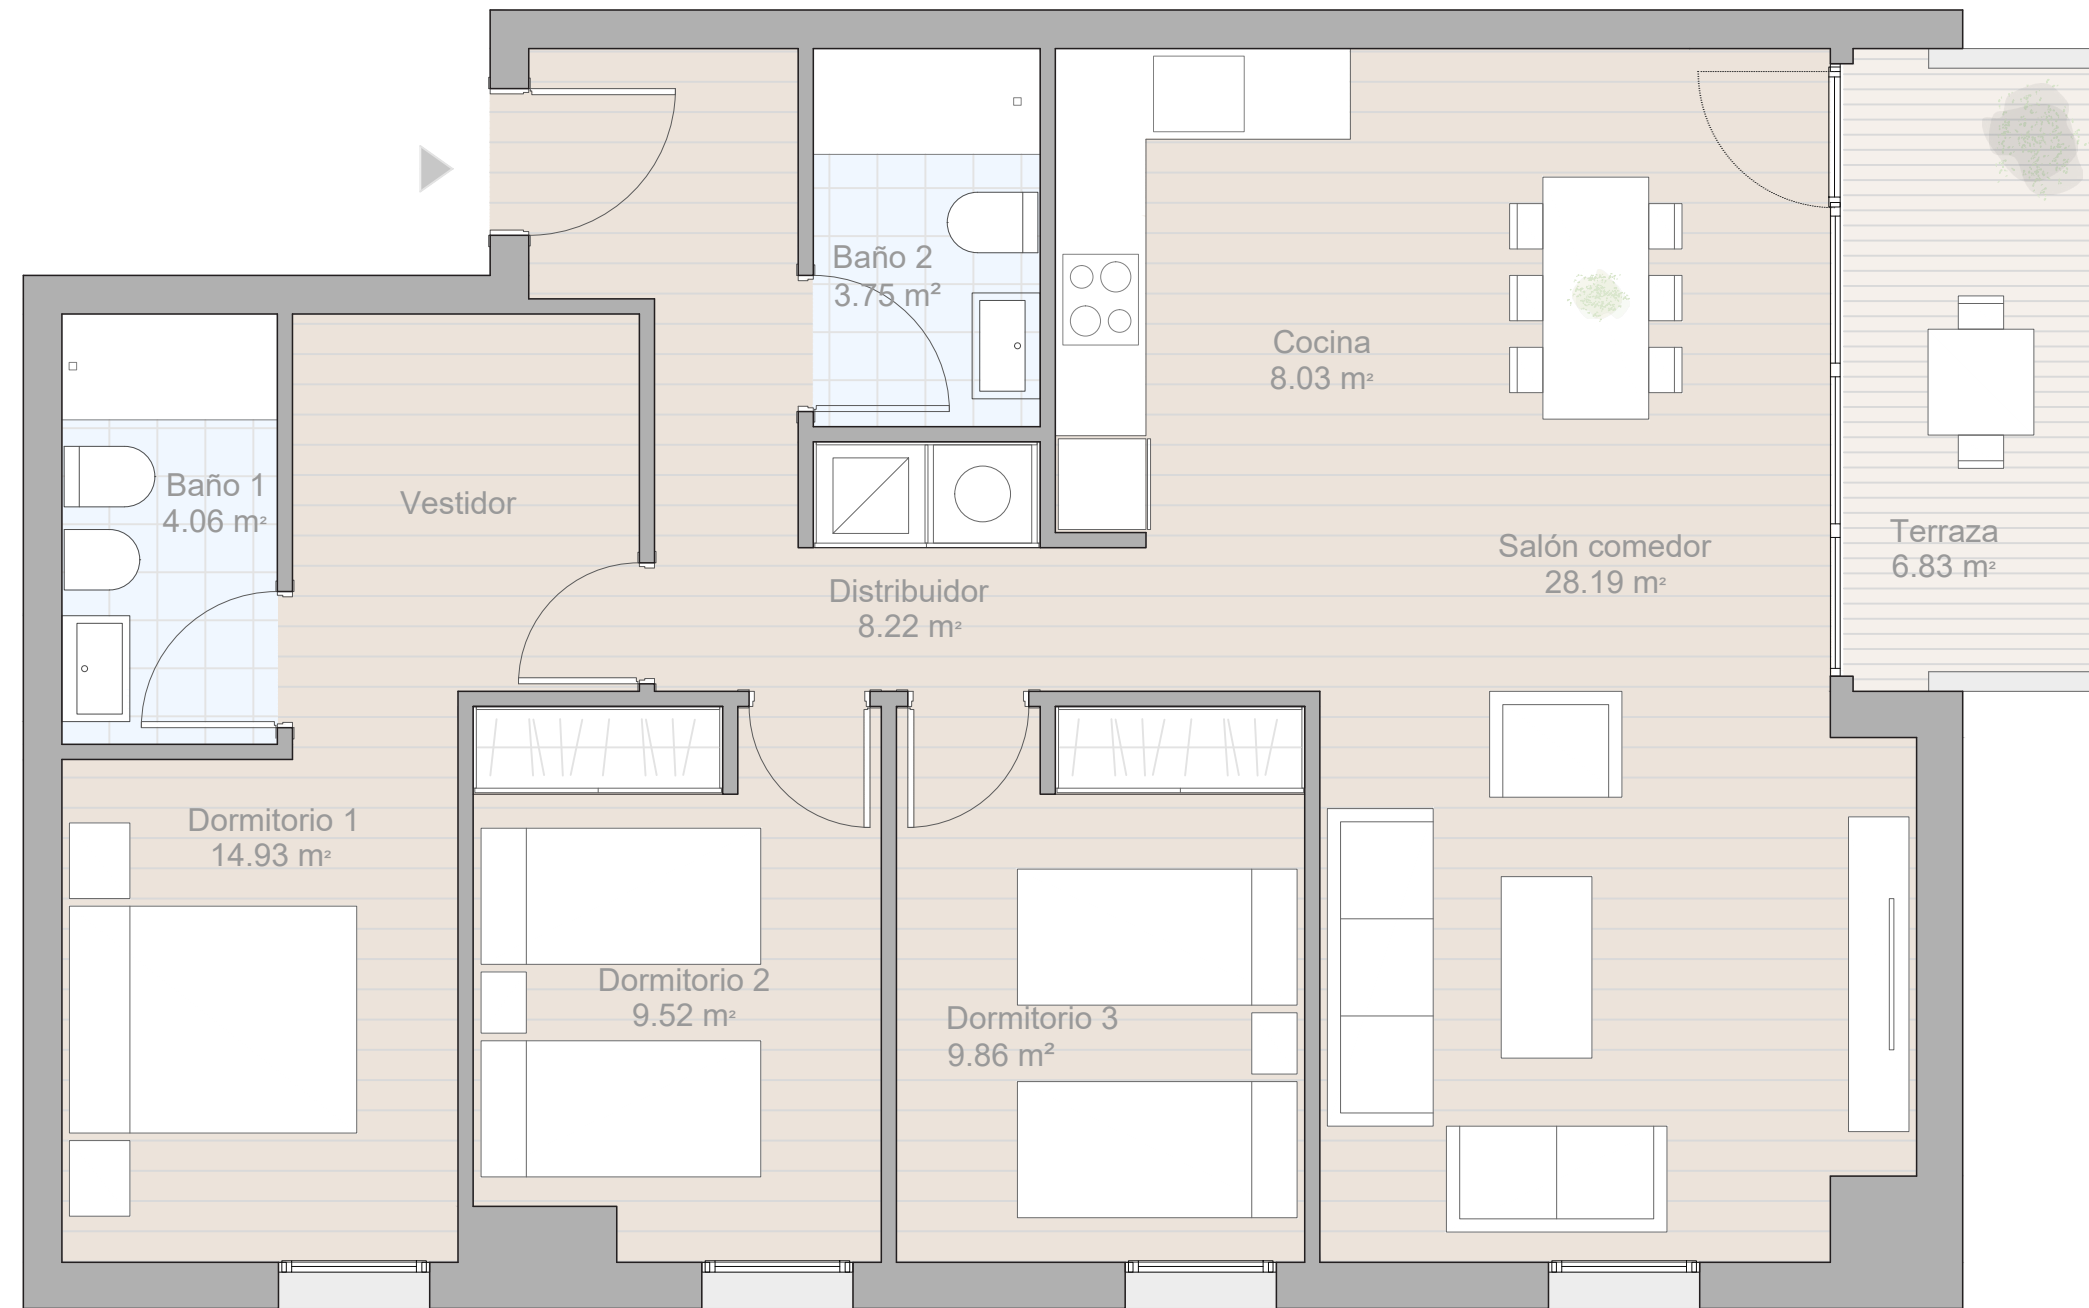 Baño 2
3.75 m²
Cocina
8.03 m²
Baño 1
4.06 m²
Vestidor
Salón comedor
28.19 m²
Terraza
6.83 m²
Distribuidor
8.22 m²
Dormitorio 1
14.93 m²
Dormitorio 2
9.52 m²
Dormitorio 3
9.86 m²